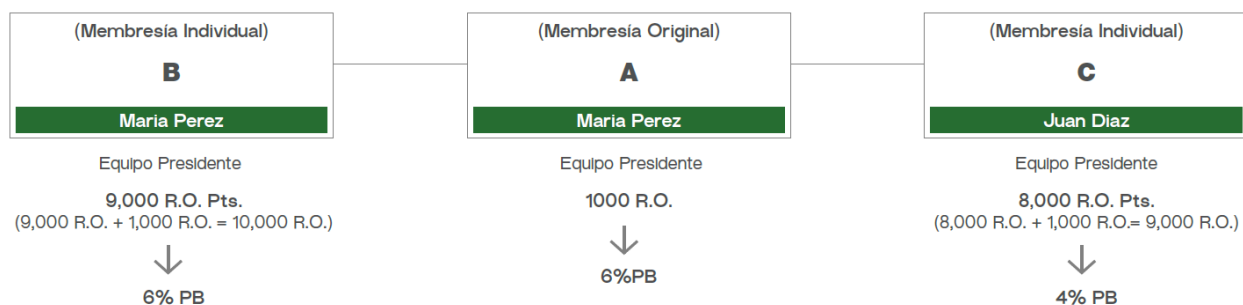 (Membresía Individual)
B
Maria Perez
Equipo Presidente
9,000 R.O. Pts.
(9,000 R.O. + 1,000 R.O. = 10,000 R.O.)
6% PB
(Membresía Original)
A
Maria Perez
Equipo Presidente
1000 R.O.
6%PB
(Membresía Individual)
C
Juan Diaz
Equipo Presidente
8,000 R.O. Pts.
(8,000 R.O. + 1,000 R.O.= 9,000 R.O.)
4% PB